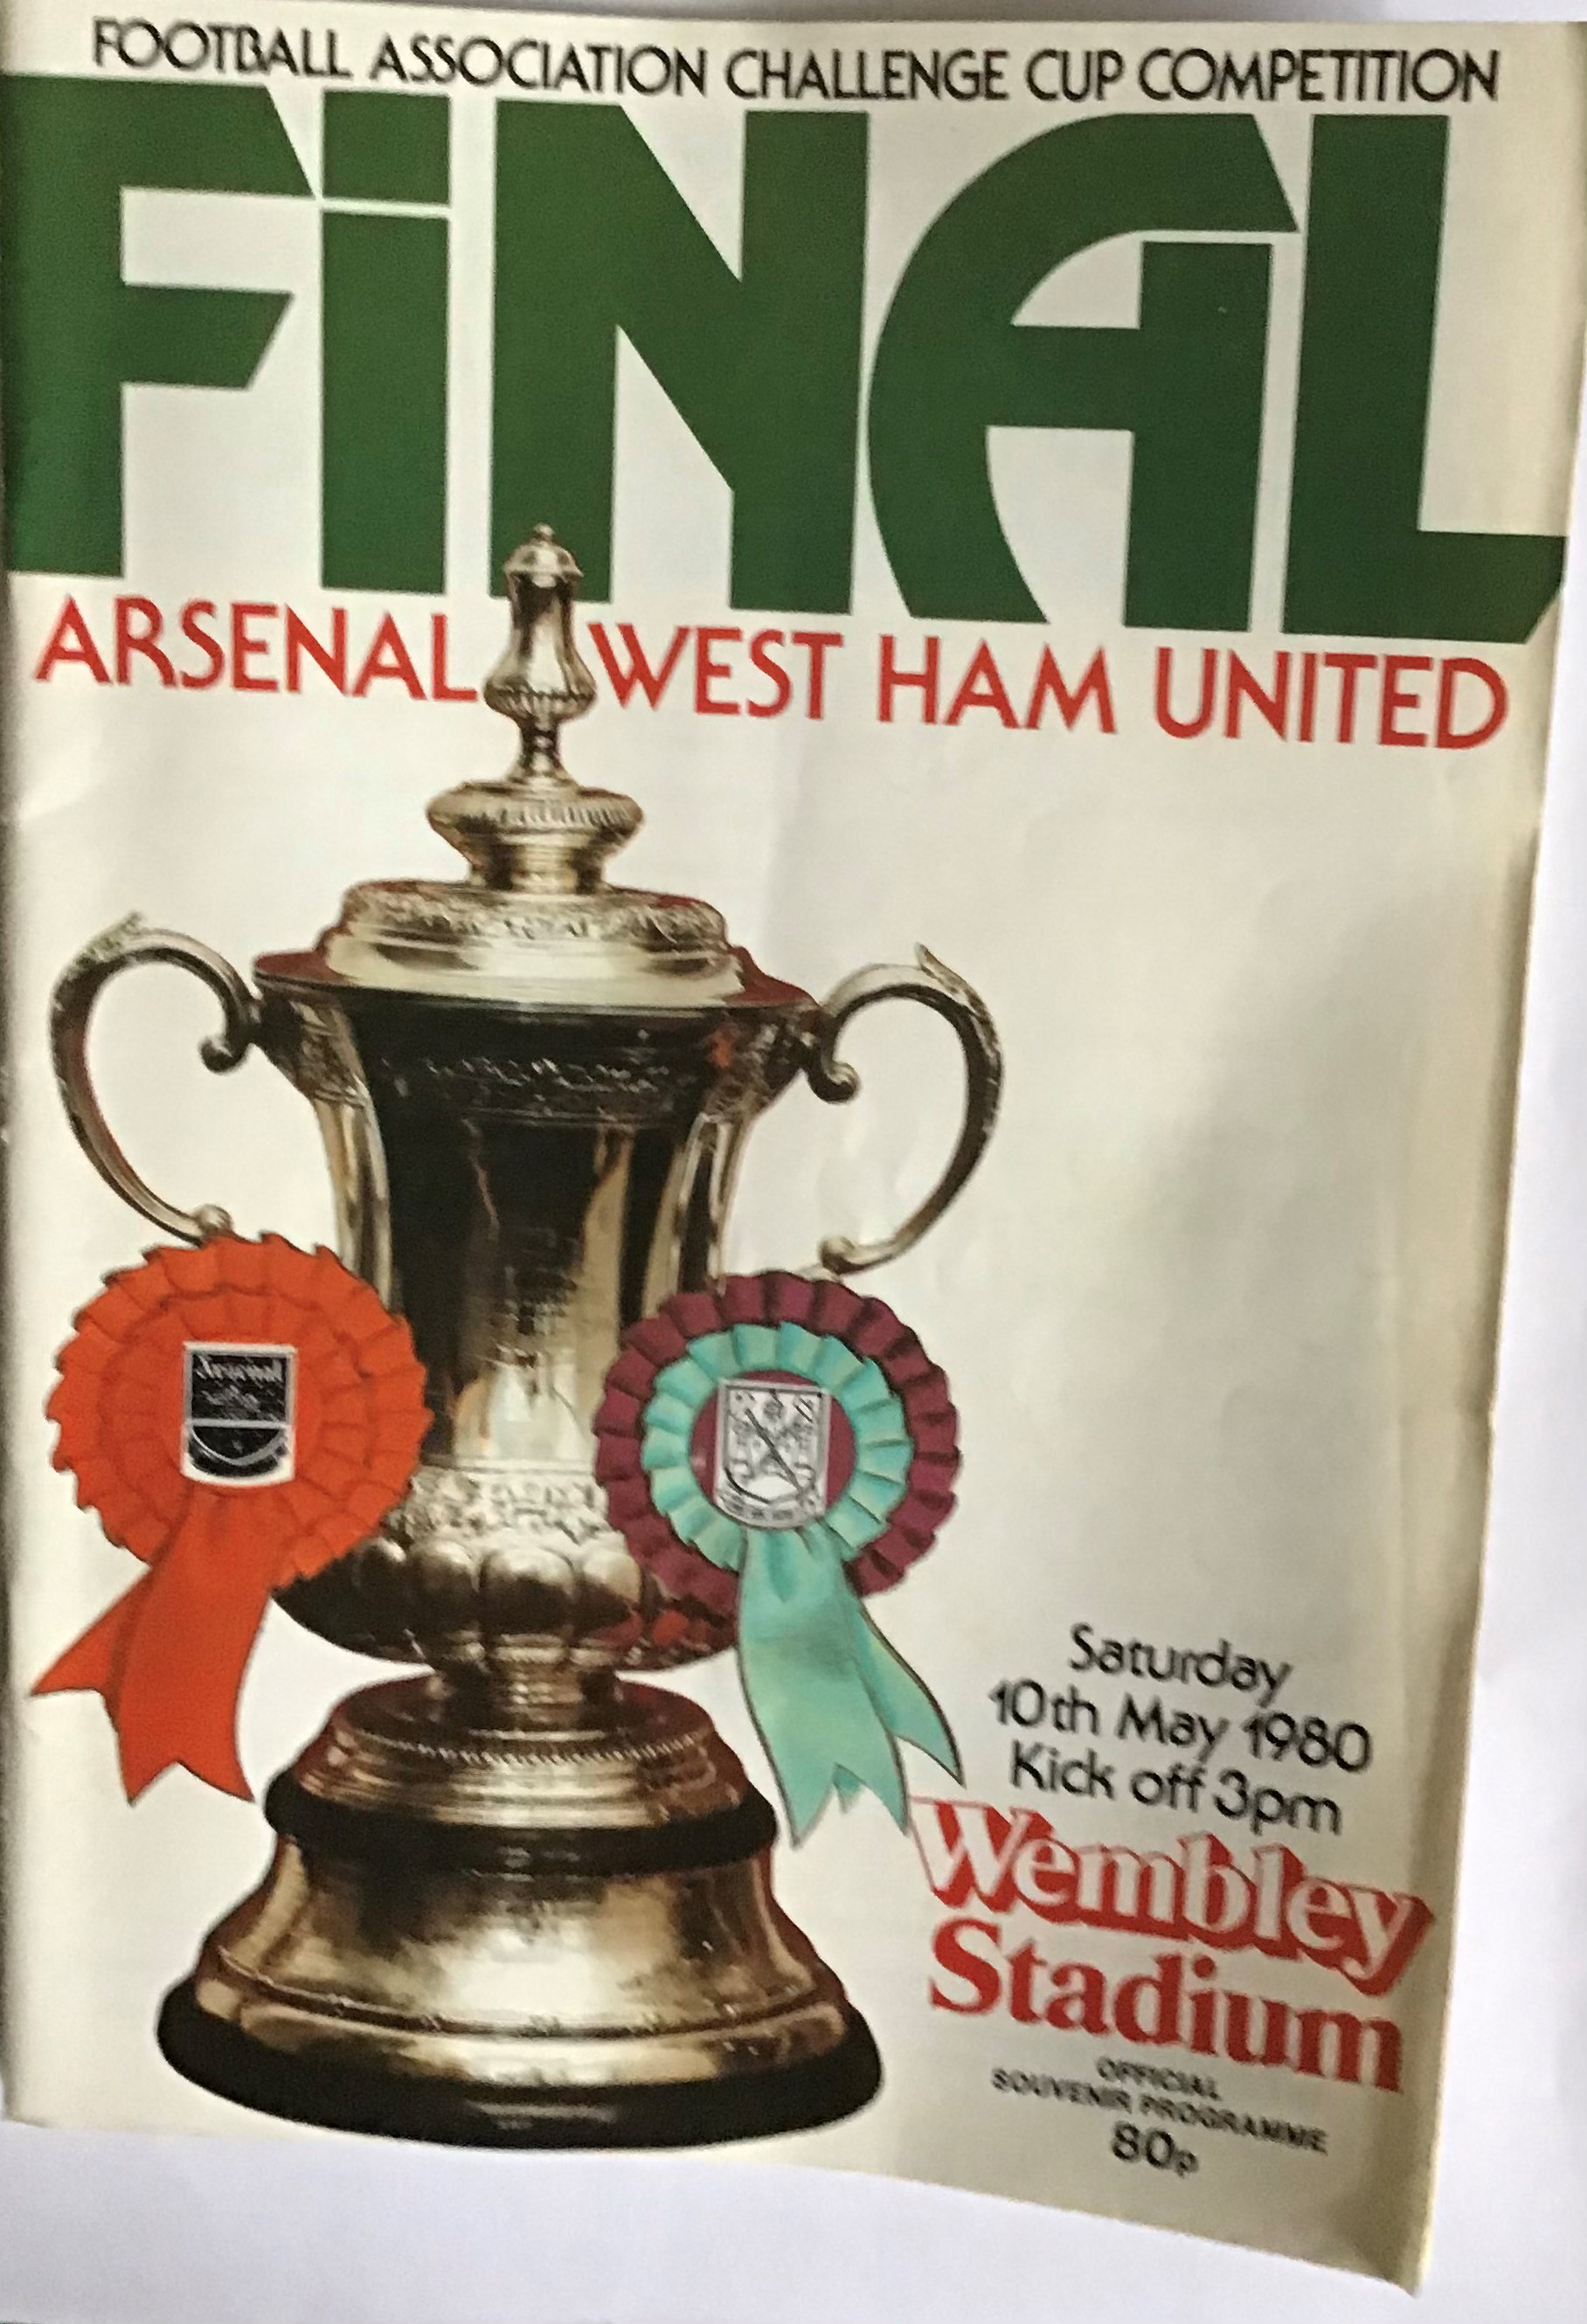 FOOTBALL ASSOCIATION CHALLENGE CUP COMPETITION
FINAL
ARSENAL WEST HAM UNITED
Arsenal
Saturday
10th May 1980
Kick off 3pm
Wembley
Stadium
OFFICIAL
SOUVENIR PROGRAMME
80p